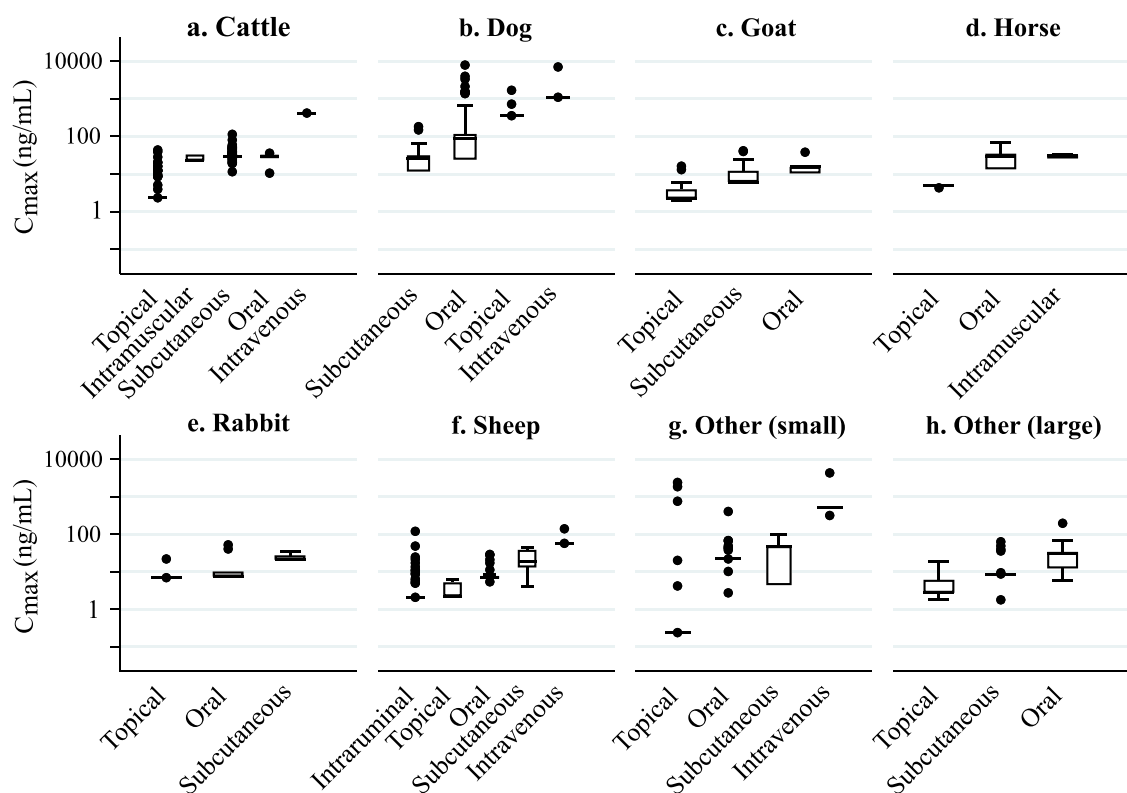 a. Cattle
b. Dog
c. Goat
d. Horse
Cmax (ng/mL)
10000
100
1
Topical
Intramuscular
Subcutaneous
Oral
Intravenous
Subcutaneous
Oral
Topical
Intravenous
Topical
Subcutaneous
Oral
Topical
Oral
Intramuscular
e. Rabbit
f. Sheep
g. Other (small)
h. Other (large)
Cmax (ng/mL)
10000
100
1
Topical
Oral
Subcutaneous
Intraruminal
Topical
Oral
Subcutaneous
Intravenous
Topical
Oral
Subcutaneous
Intravenous
Topical
Subcutaneous
Oral